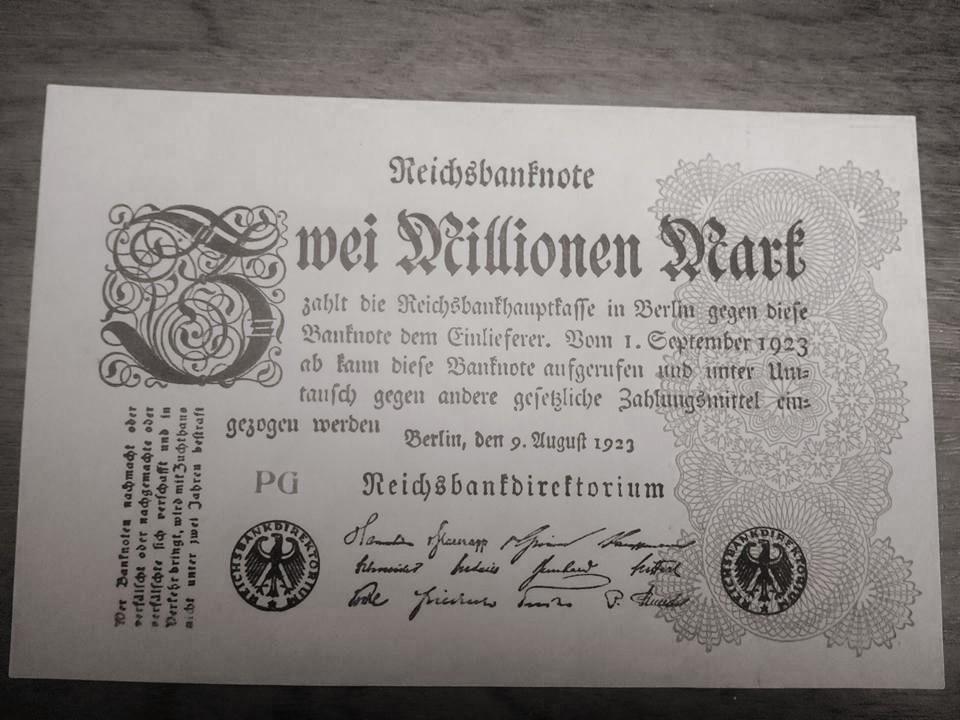 Reichsbanknote
Zwei Millionen Mark
zahlt die Reichsbankhauptkasse in Berlin gegen diese
Banknote dem Einlieferer. Vom 1. September 1923
ab kann diese Banknote aufgerufen und unter Um-
tausch gegen andere gesetzliche Zahlungsmittel ein-
gezogen werden
Berlin, den 9. August 1923
PG
Reichsbankdirektorium
Wer Banknoten nachmacht oder
verfälscht oder nachgemachte oder
verfälschte sich verschafft und in
Verkehr bringt, wird mit Zuchthaus
nicht unter zwei Jahren bestraft
REICHSBANKDIREKTORIUM
REICHSBANKDIREKTORIUM